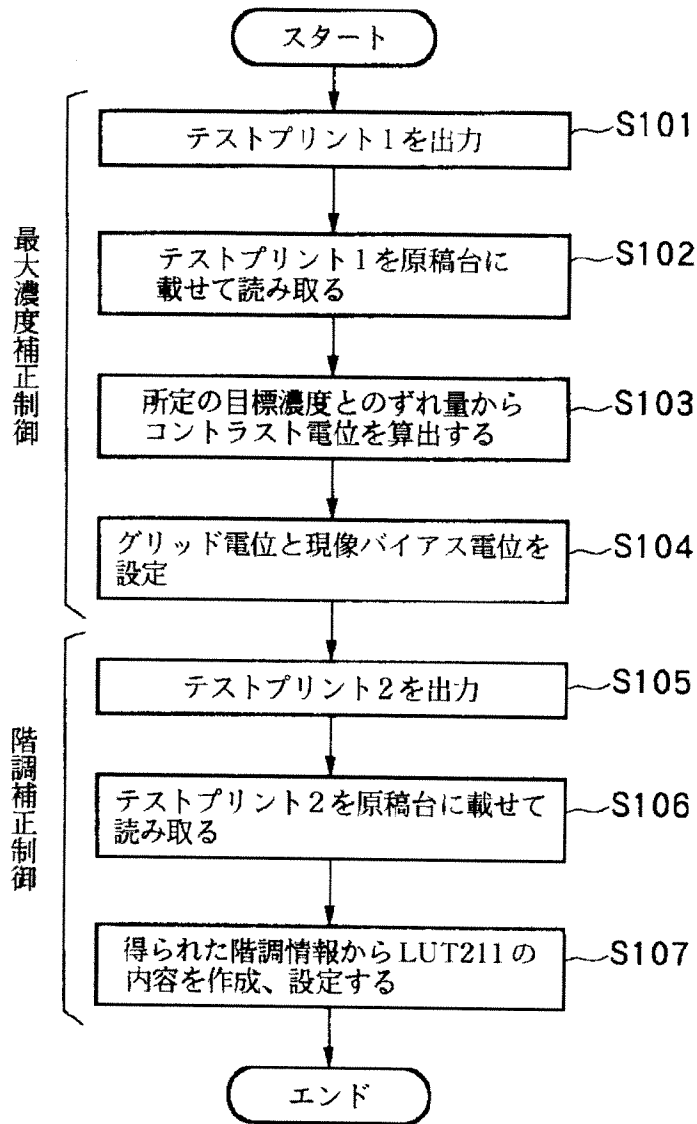 スタート
最大濃度補正制御
テストプリント1を出力
S101
テストプリント1を原稿台に
載せて読み取る
S102
所定の目標濃度とのずれ量から
コントラスト電位を算出する
S103
グリッド電位と現像バイアス電位を
設定
S104
階調補正制御
テストプリント2を出力
S105
テストプリント2を原稿台に載せて
読み取る
S106
得られた階調情報からLUT211の
内容を作成、設定する
S107
エンド